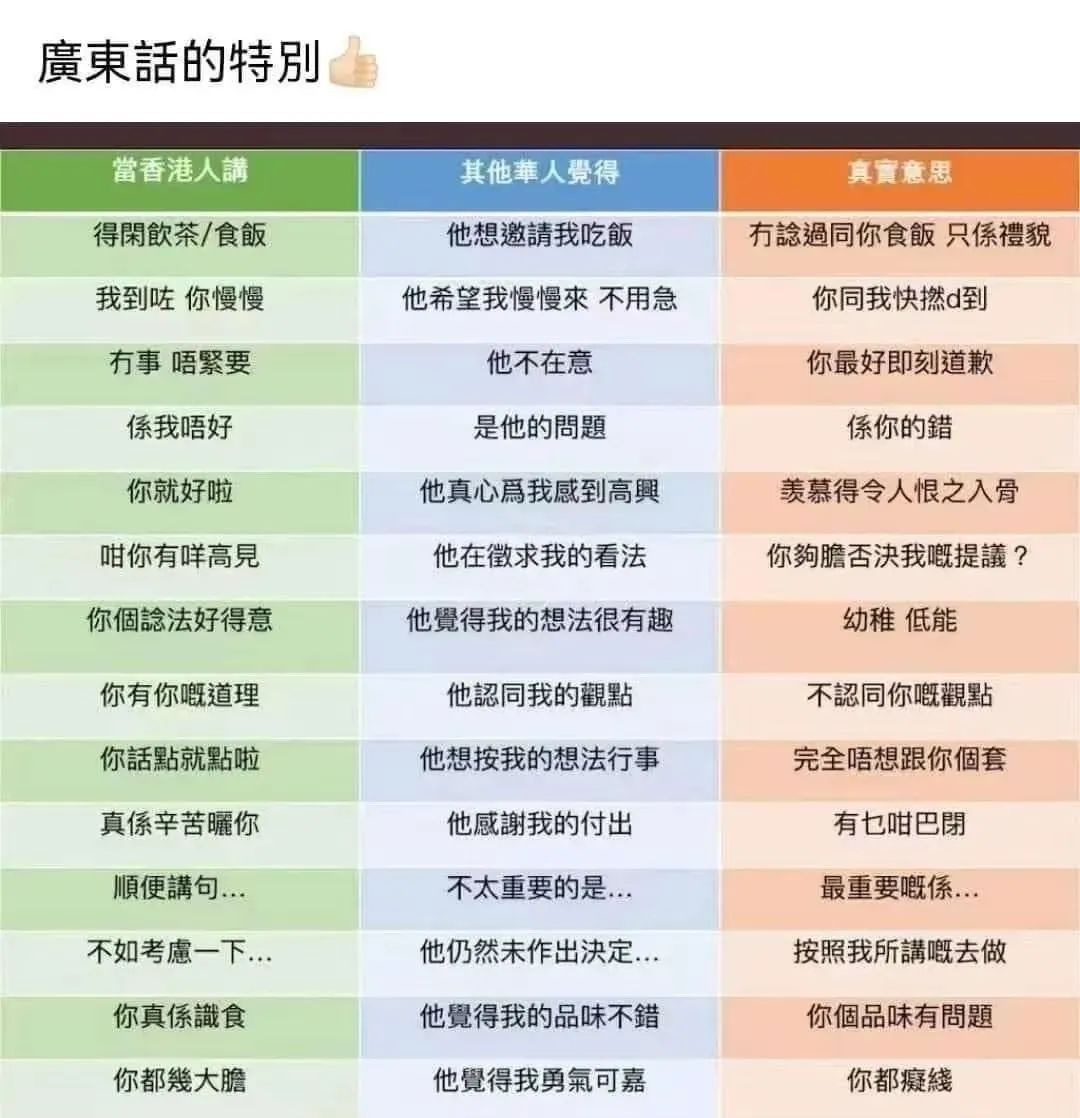 廣東話的特別👍🏻
當香港人講 其他華人覺得 真實意思
得閑飲茶/食飯 他想邀請我吃飯 冇諗過同你食飯 只係禮貌
我到咗 你慢慢 他希望我慢慢來 不用急 你同我快撚d到
冇事 唔緊要 他不在意 你最好即刻道歉
係我唔好 是他的問題 係你的錯
你就好啦 他真心爲我感到高興 羨慕得令人恨之入骨
咁你有咩高見 他在徵求我的看法 你夠膽否決我嘅提議？
你個諗法好得意 他覺得我的想法很有趣 幼稚 低能
你有你嘅道理 他認同我的觀點 不認同你嘅觀點
你話點就點啦 他想按我的想法行事 完全唔想跟你個套
真係辛苦曬你 他感謝我的付出 有乜咁巴閉
順便講句... 不太重要的是... 最重要嘅係...
不如考慮一下... 他仍然未作出決定... 按照我所講嘅去做
你真係識食 他覺得我的品味不錯 你個品味有問題
你都幾大膽 他覺得我勇氣可嘉 你都癡綫